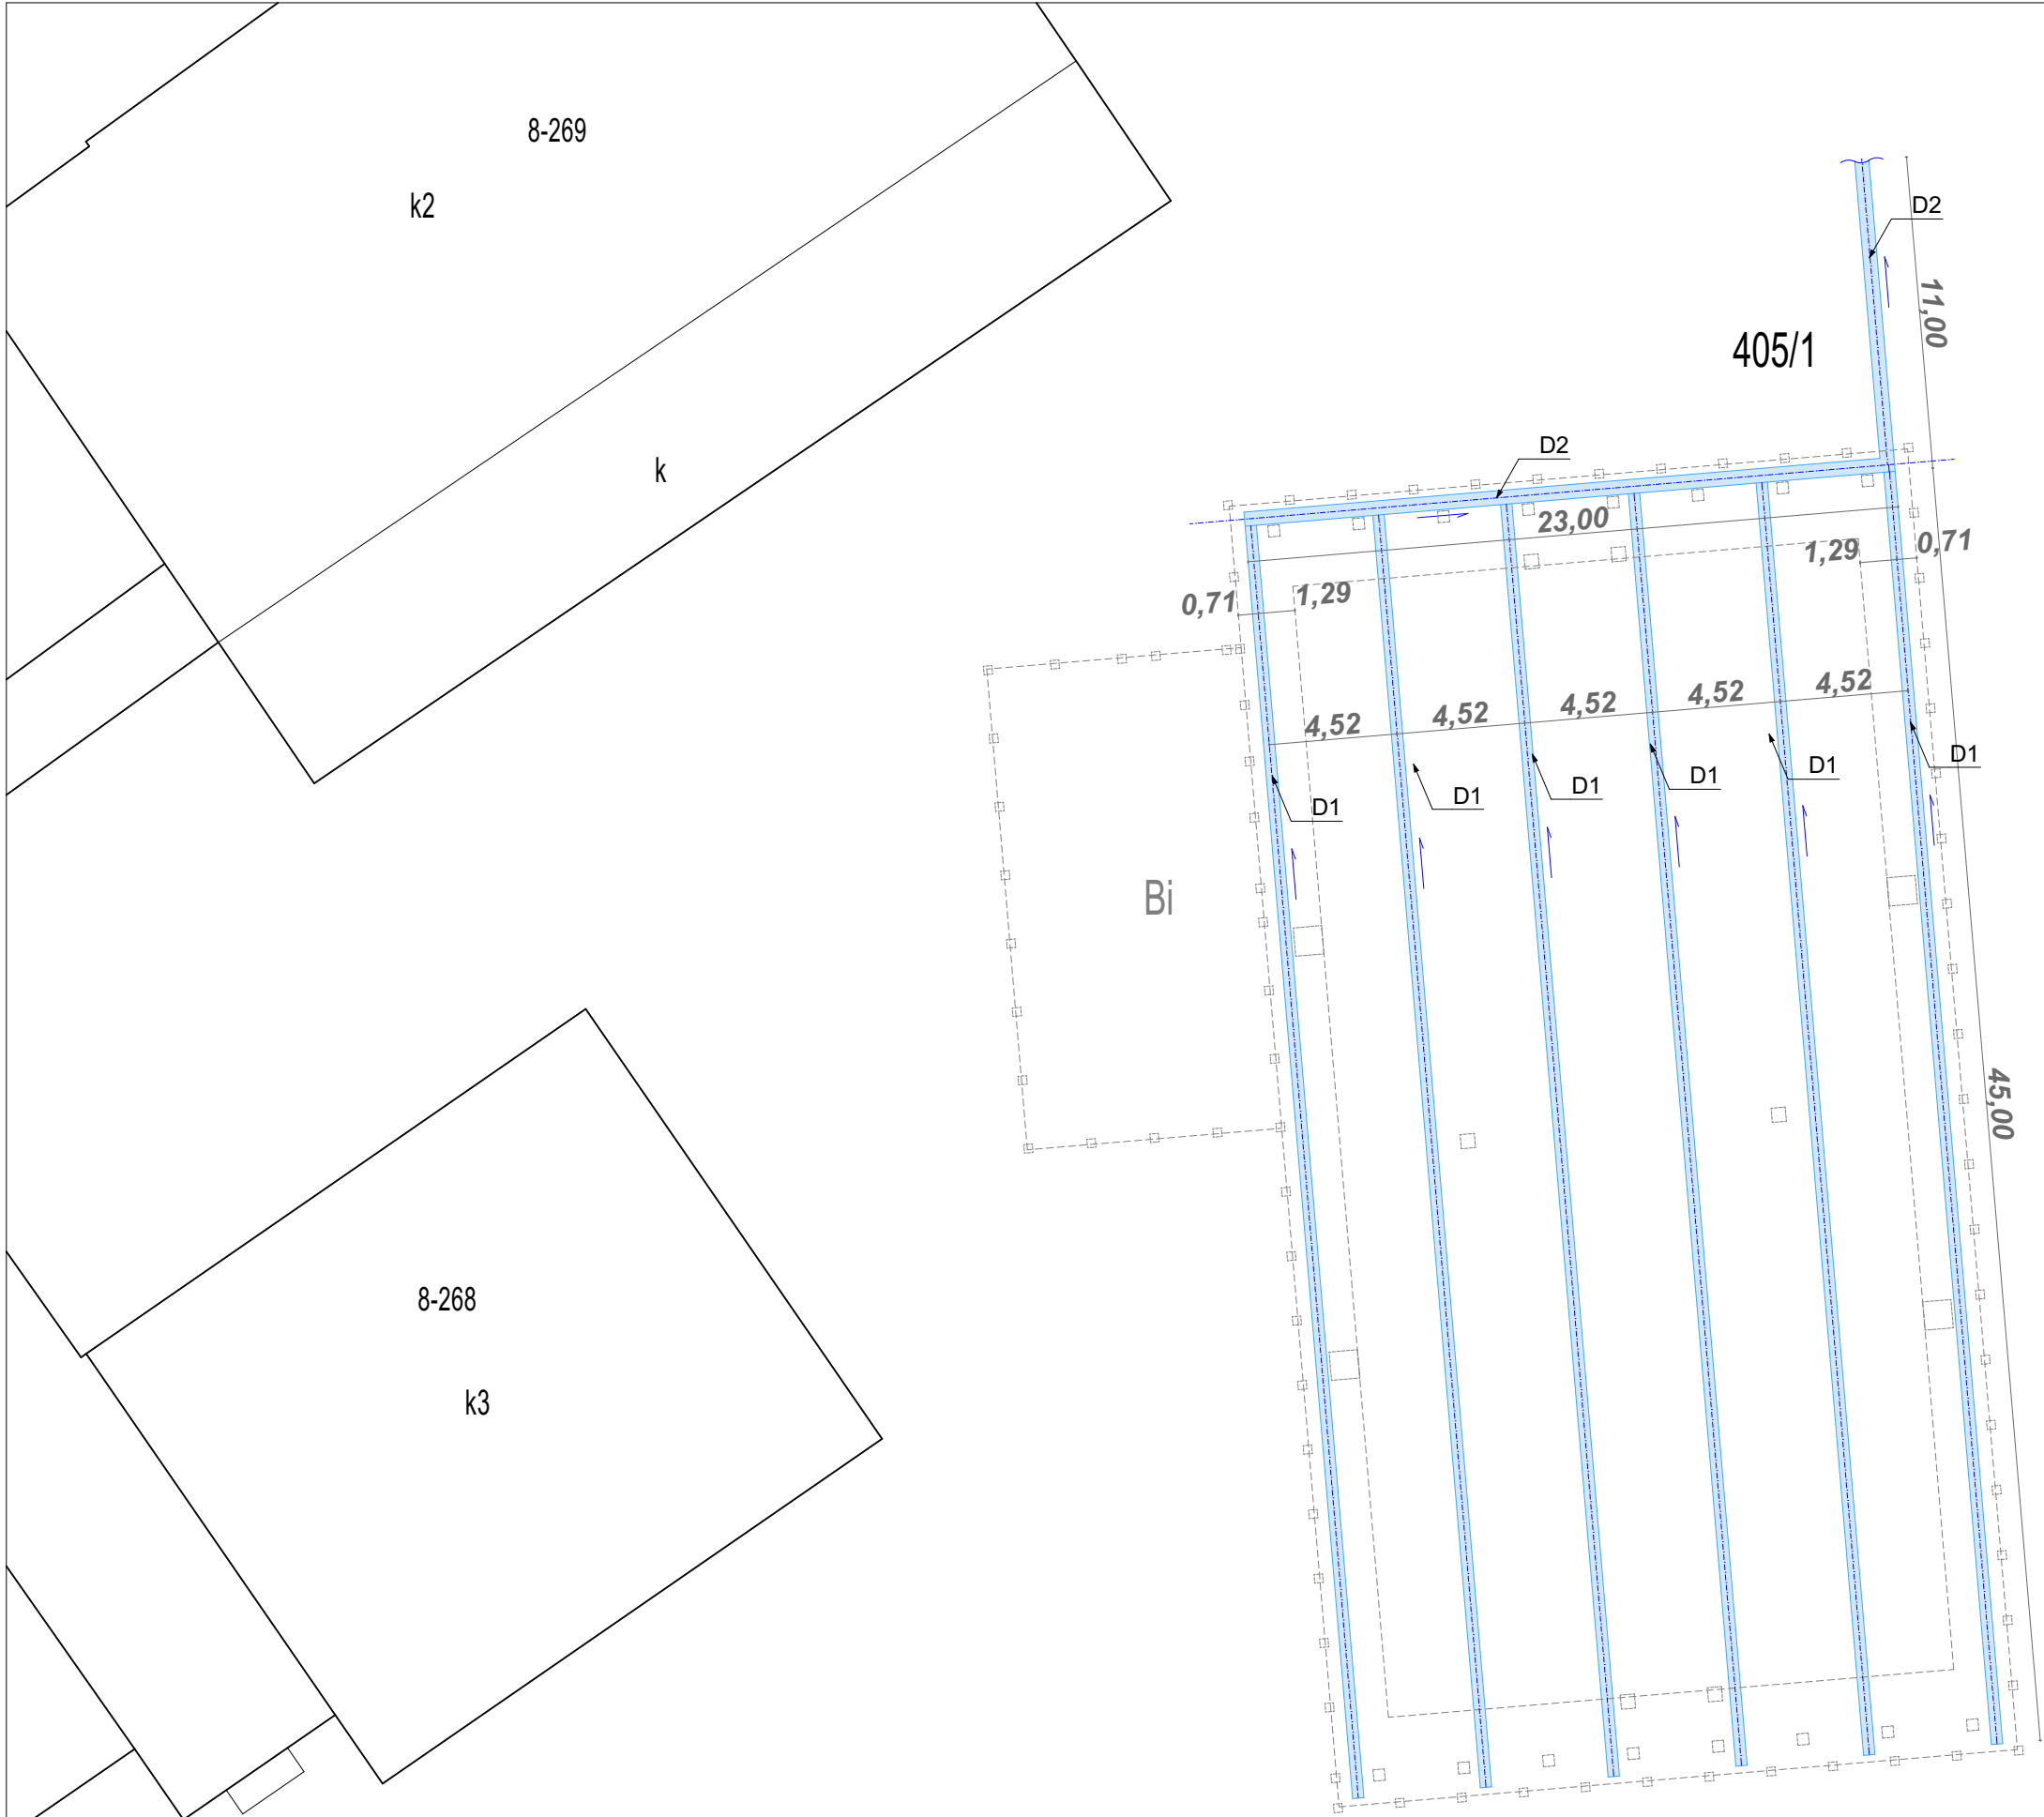 8-269
k2
D2
11,00
405/1
D2
k
23,00
1,29
0,71
0,71
1,29
4,52
4,52
4,52
4,52
4,52
D1
D1
D1
D1
D1
D1
Bi
45,00
8-268
k3